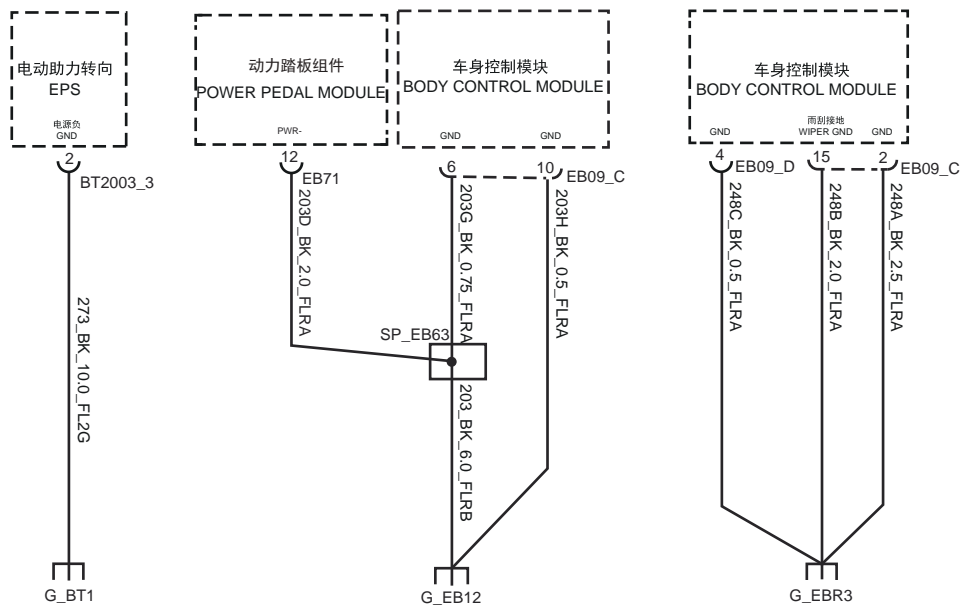 电动助力转向
EPS
电源负
GND
2
BT2003_3
273_BK_10.0_FL2G
G_BT1
动力踏板组件
POWER PEDAL MODULE
PWR-
12
EB71
203D_BK_2.0_FLRA
车身控制模块
BODY CONTROL MODULE
GND
GND
6
10
EB09_C
203G_BK_0.75_FLRA
203H_BK_0.5_FLRA
SP_EB63
203_BK_6.0_FLRB
G_EB12
车身控制模块
BODY CONTROL MODULE
GND
雨刮接地
WIPER GND
GND
4
EB09_D
15
2
EB09_C
248C_BK_0.5_FLRA
248B_BK_2.0_FLRA
248A_BK_2.5_FLRA
G_EBR3